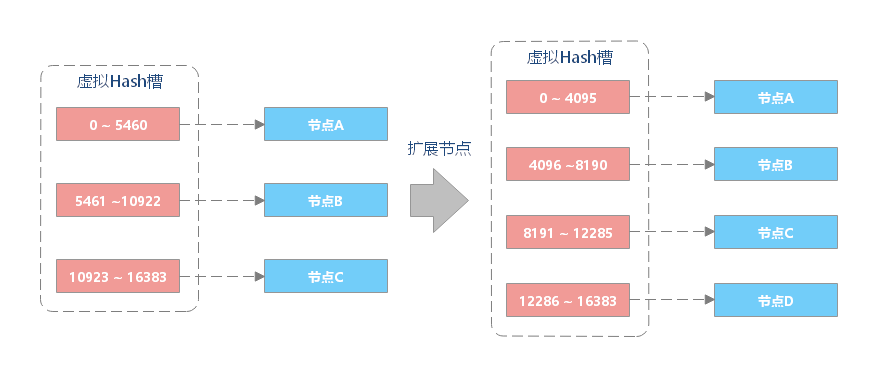 虚拟Hash槽
0 ~ 5460
节点A
5461 ~10922
节点B
10923 ~ 16383
节点C
扩展节点
虚拟Hash槽
0 ~ 4095
节点A
4096 ~8190
节点B
8191 ~ 12285
节点C
12286 ~ 16383
节点D